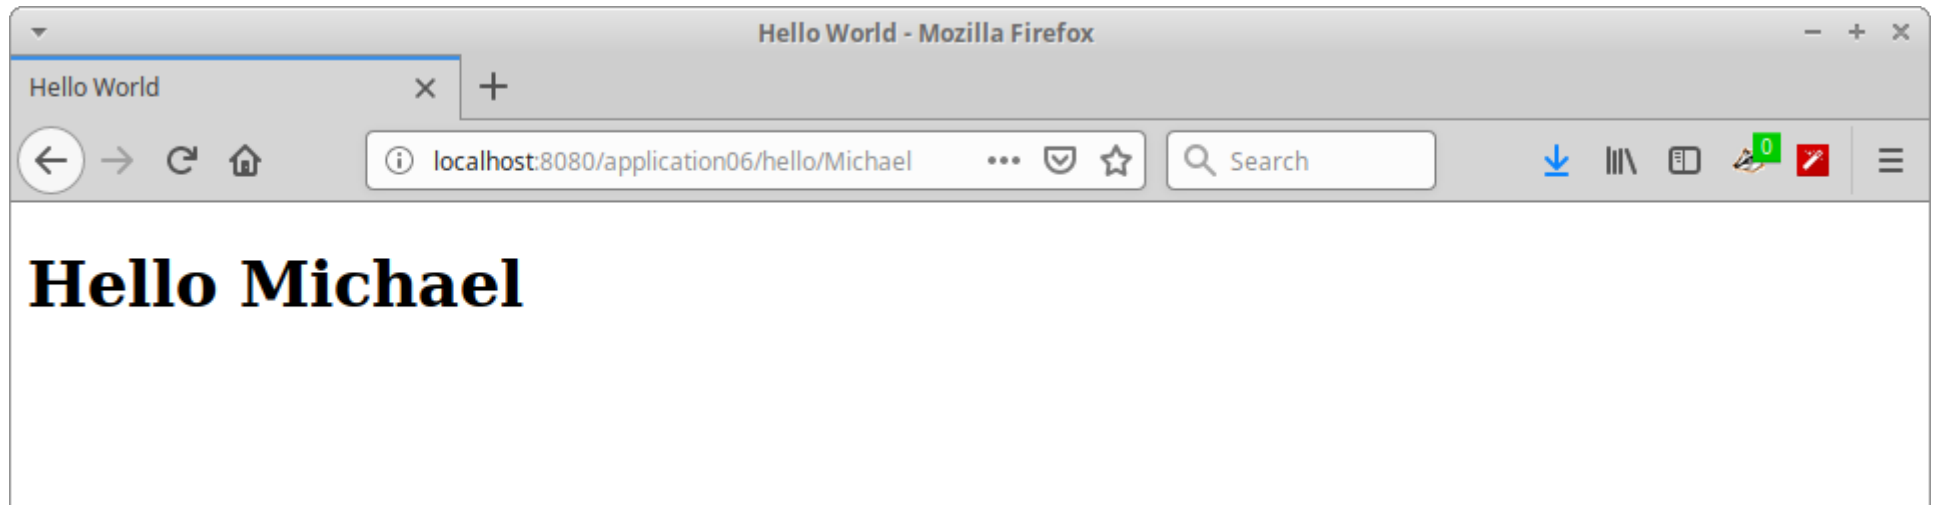 Hello World - Mozilla Firefox
Hello World
localhost:8080/application06/hello/Michael
Search
0
Hello Michael